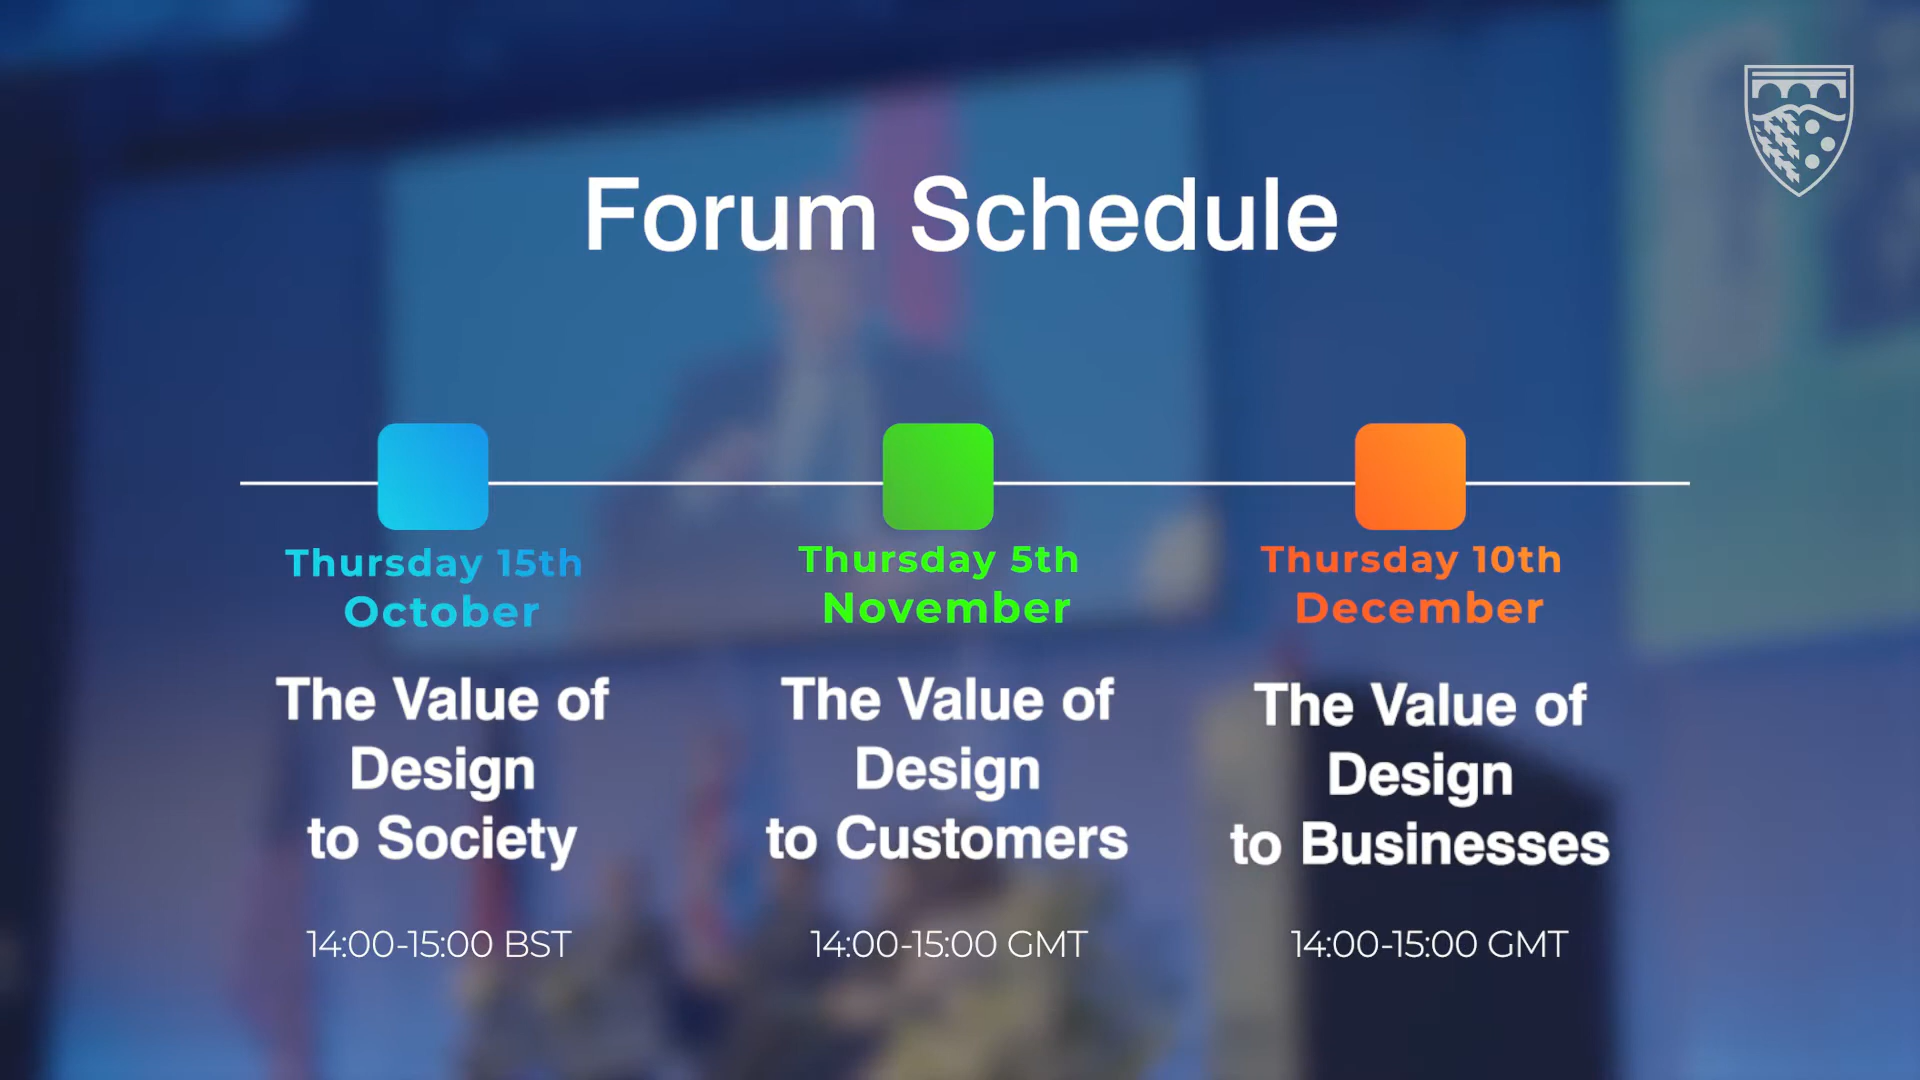 Forum Schedule
Thursday 15th
October
The Value of
Design
to Society
14:00-15:00 BST
Thursday 5th
November
The Value of
Design
to Customers
14:00-15:00 GMT
Thursday 10th
December
The Value of
Design
to Businesses
14:00-15:00 GMT